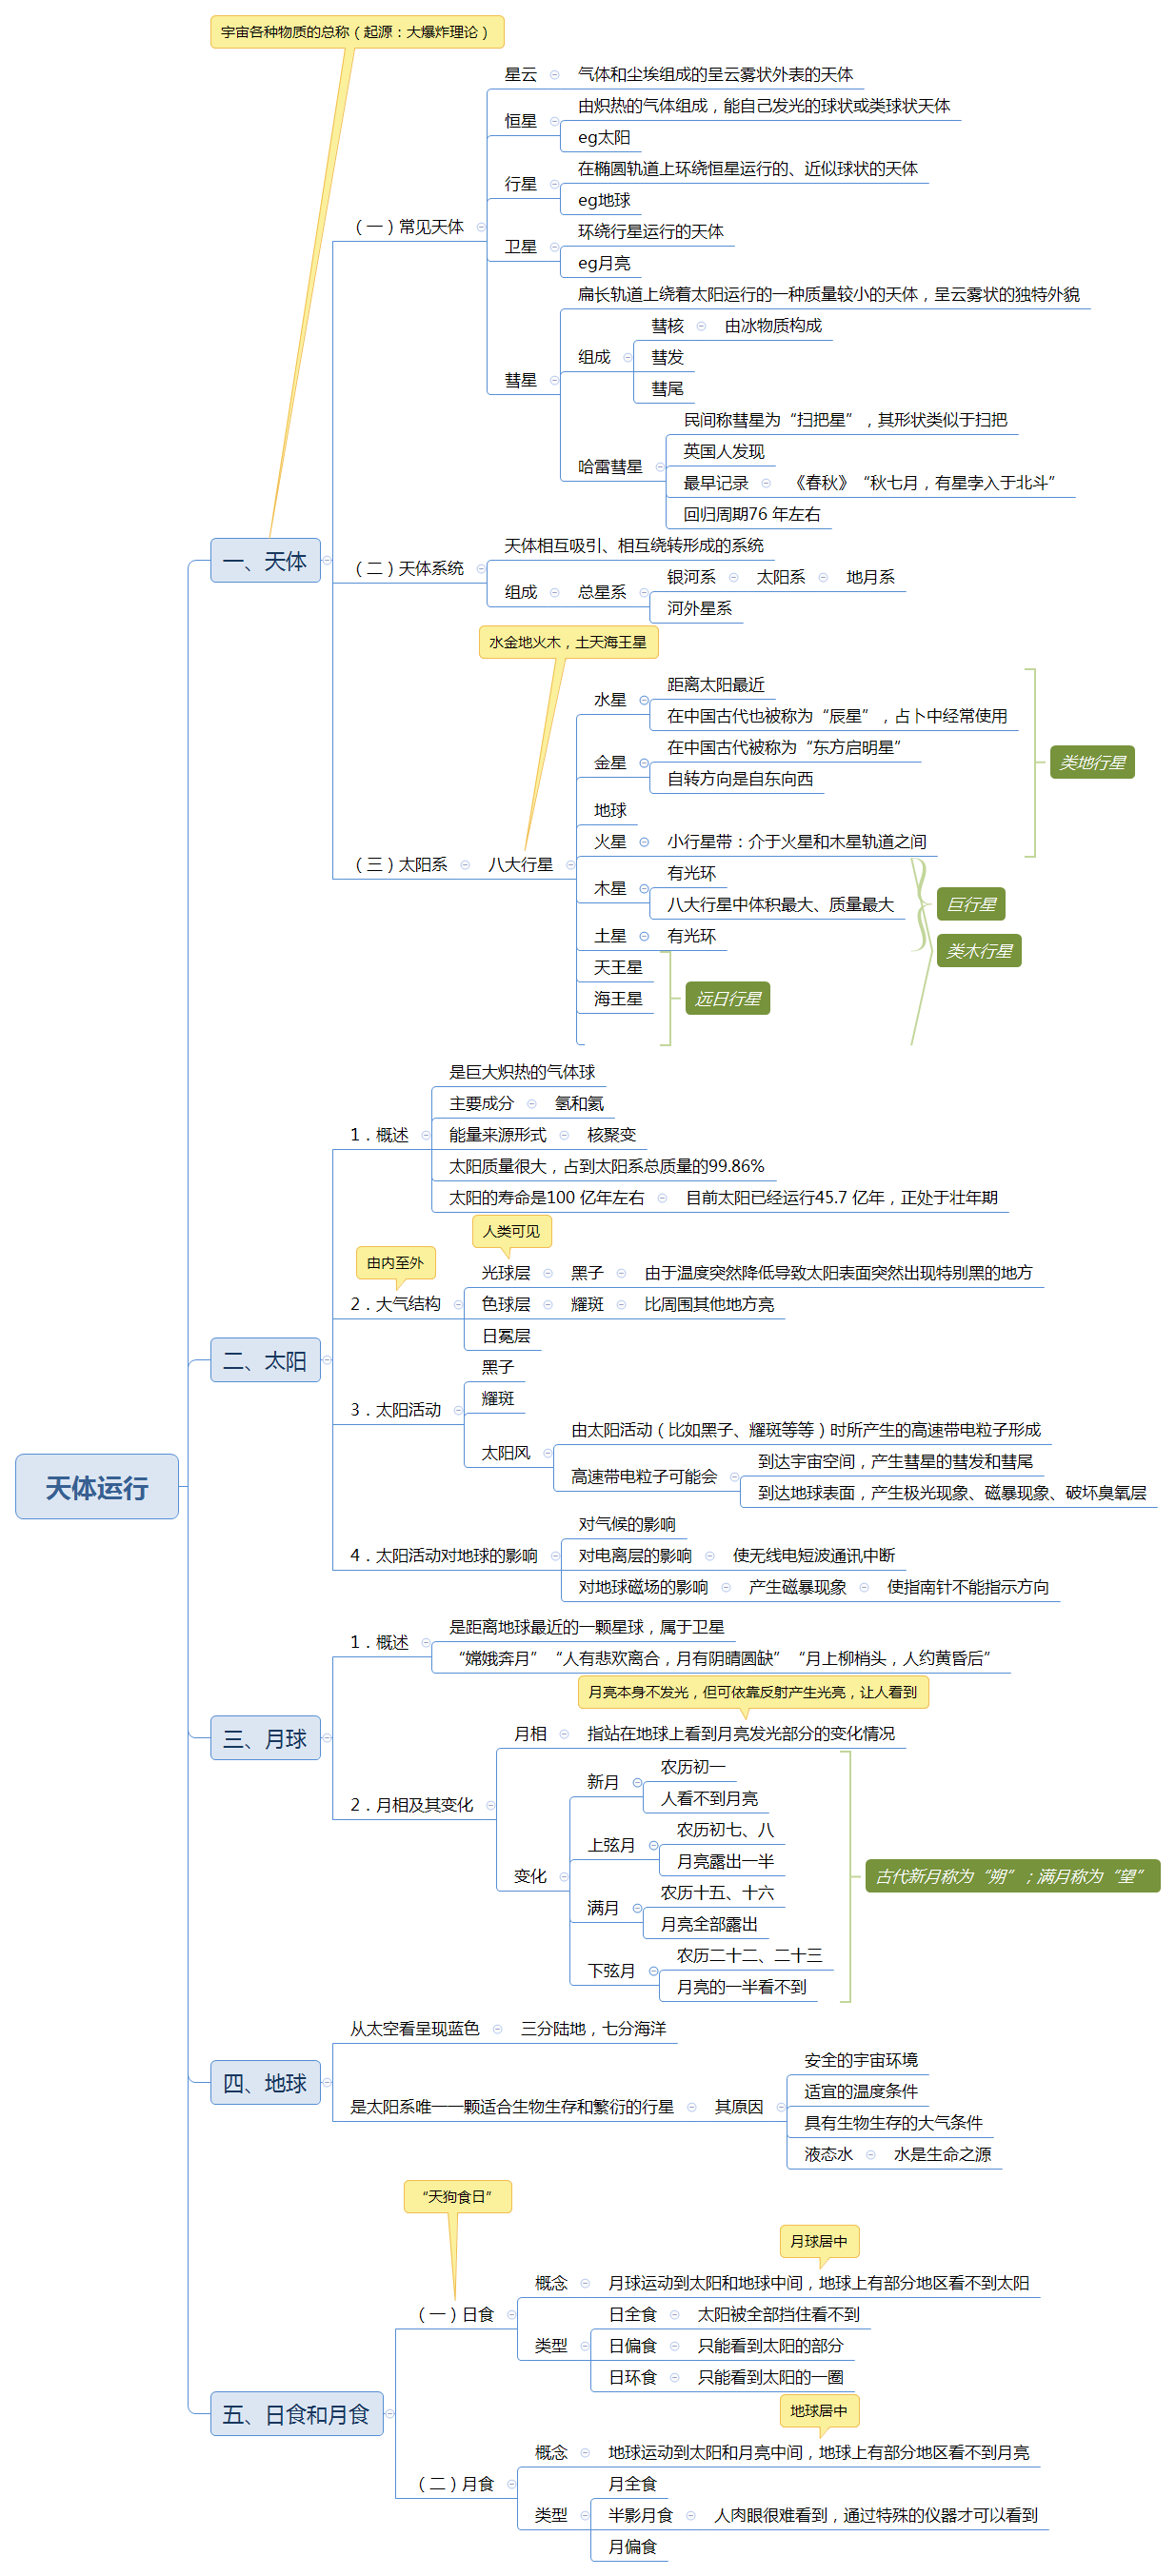 宇宙各种物质的总称（起源：大爆炸理论）
星云
气体和尘埃组成的呈云雾状外表的天体
恒星
由炽热的气体组成，能自己发光的球状或类球状天体
eg太阳
行星
在椭圆轨道上环绕恒星运行的、近似球状的天体
eg地球
（一）常见天体
卫星
环绕行星运行的天体
eg月亮
彗星
扁长轨道上绕着太阳运行的一种质量较小的天体，呈云雾状的独特外貌
组成
彗核
由冰物质构成
彗发
彗尾
哈雷彗星
民间称彗星为“扫把星”，其形状类似于扫把
英国人发现
最早记录
《春秋》“秋七月，有星孛入于北斗”
回归周期76 年左右
一、天体
（二）天体系统
天体相互吸引、相互绕转形成的系统
组成
总星系
银河系
太阳系
地月系
河外星系
水金地火木，土天海王星
（三）太阳系
八大行星
水星
距离太阳最近
在中国古代也被称为“辰星”，占卜中经常使用
金星
在中国古代被称为“东方启明星”
自转方向是自东向西
地球
火星
小行星带：介于火星和木星轨道之间
类地行星
木星
有光环
八大行星中体积最大、质量最大
土星
有光环
巨行星
类木行星
天王星
海王星
远日行星
二、太阳
1．概述
是巨大炽热的气体球
主要成分
氢和氦
能量来源形式
核聚变
太阳质量很大，占到太阳系总质量的99.86%
太阳的寿命是100 亿年左右
目前太阳已经运行45.7 亿年，正处于壮年期
人类可见
由内至外
2．大气结构
光球层
黑子
由于温度突然降低导致太阳表面突然出现特别黑的地方
色球层
耀斑
比周围其他地方亮
日冕层
3．太阳活动
黑子
耀斑
太阳风
由太阳活动（比如黑子、耀斑等等）时所产生的高速带电粒子形成
高速带电粒子可能会
到达宇宙空间，产生彗星的彗发和彗尾
到达地球表面，产生极光现象、磁暴现象、破坏臭氧层
4．太阳活动对地球的影响
对气候的影响
对电离层的影响
使无线电短波通讯中断
对地球磁场的影响
产生磁暴现象
使指南针不能指示方向
天体运行
三、月球
1．概述
是距离地球最近的一颗星球，属于卫星
“嫦娥奔月”“人有悲欢离合，月有阴晴圆缺”“月上柳梢头，人约黄昏后”
月亮本身不发光，但可依靠反射产生光亮，让人看到
2．月相及其变化
月相
指站在地球上看到月亮发光部分的变化情况
变化
新月
农历初一
人看不到月亮
上弦月
农历初七、八
月亮露出一半
满月
农历十五、十六
月亮全部露出
下弦月
农历二十二、二十三
月亮的一半看不到
古代新月称为“朔”；满月称为“望”
四、地球
从太空看呈现蓝色
三分陆地，七分海洋
是太阳系唯一一颗适合生物生存和繁衍的行星
其原因
安全的宇宙环境
适宜的温度条件
具有生物生存的大气条件
液态水
水是生命之源
“天狗食日”
月球居中
五、日食和月食
（一）日食
概念
月球运动到太阳和地球中间，地球上有部分地区看不到太阳
类型
日全食
太阳被全部挡住看不到
日偏食
只能看到太阳的部分
日环食
只能看到太阳的一圈
地球居中
（二）月食
概念
地球运动到太阳和月亮中间，地球上有部分地区看不到月亮
类型
月全食
半影月食
人肉眼很难看到，通过特殊的仪器才可以看到
月偏食